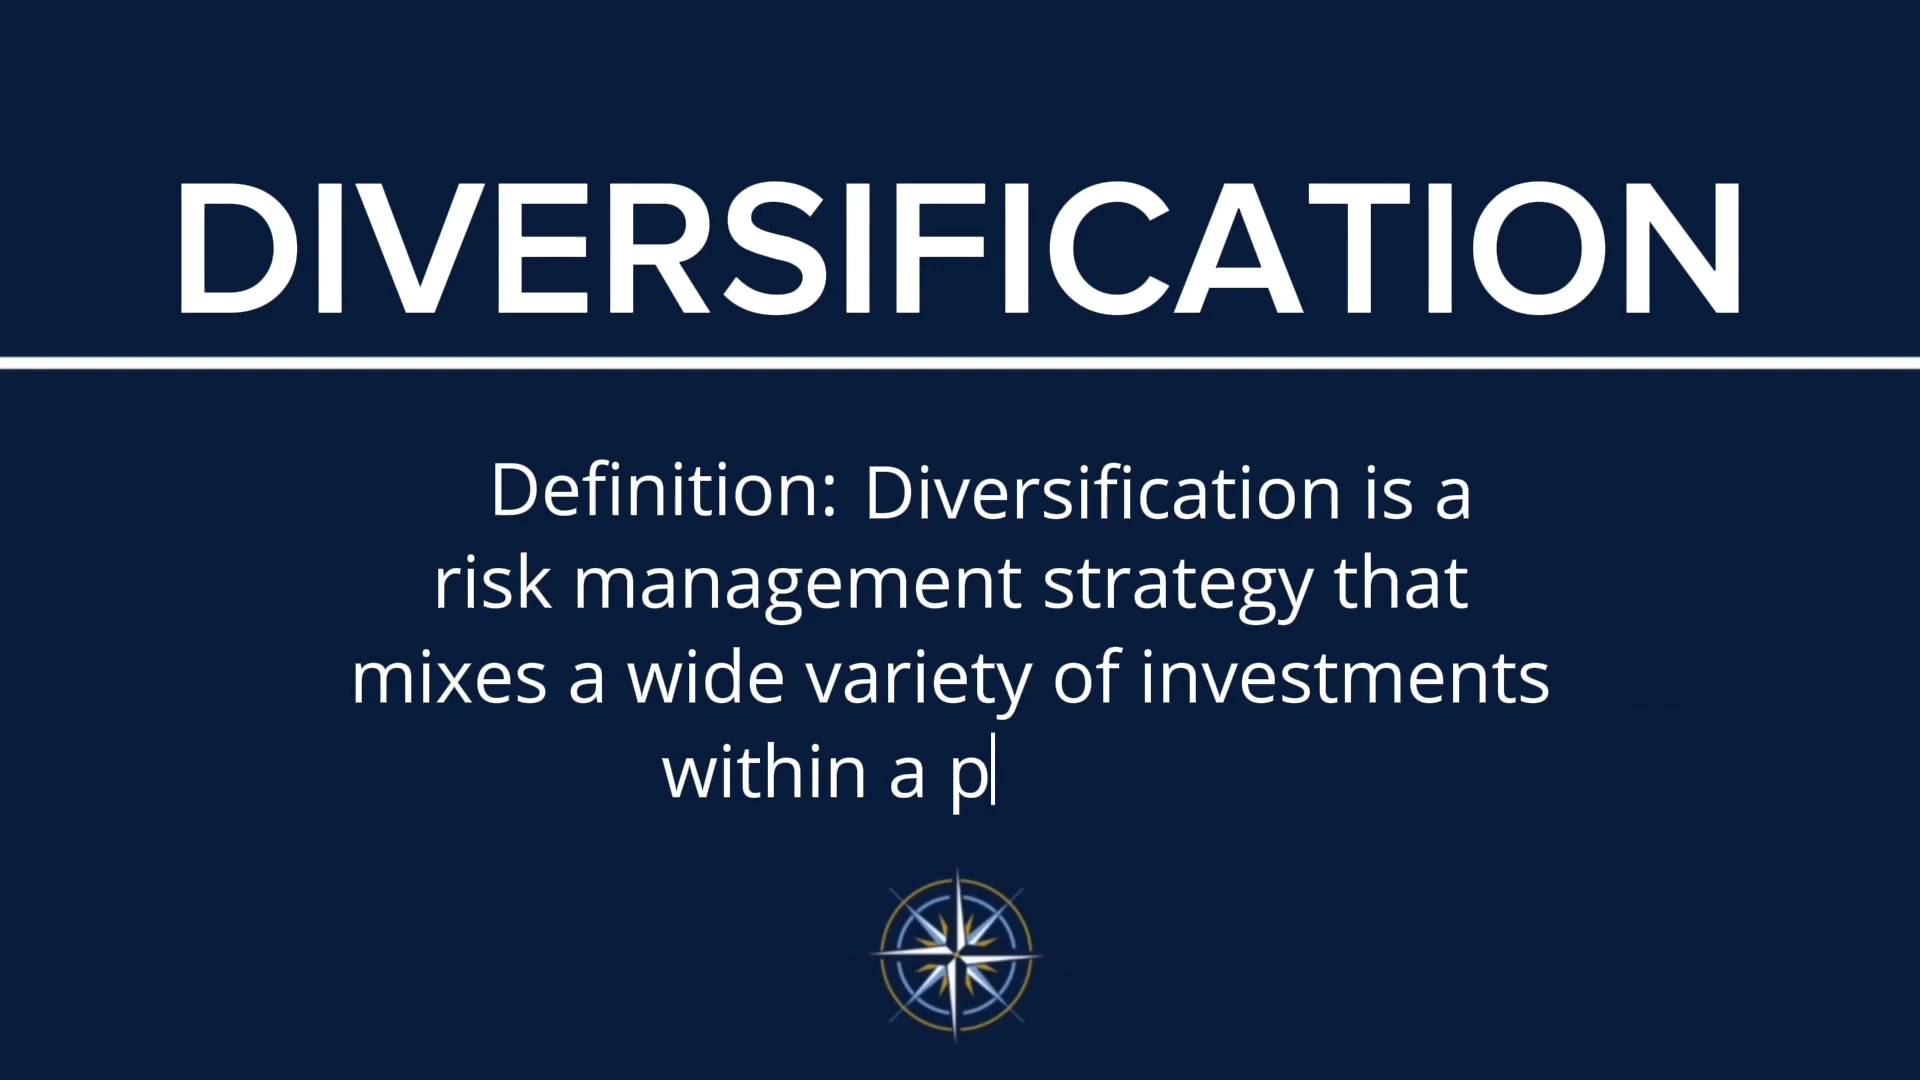 DIVERSIFICATION
Definition: Diversification is a
risk management strategy that
mixes a wide variety of investments
within a p